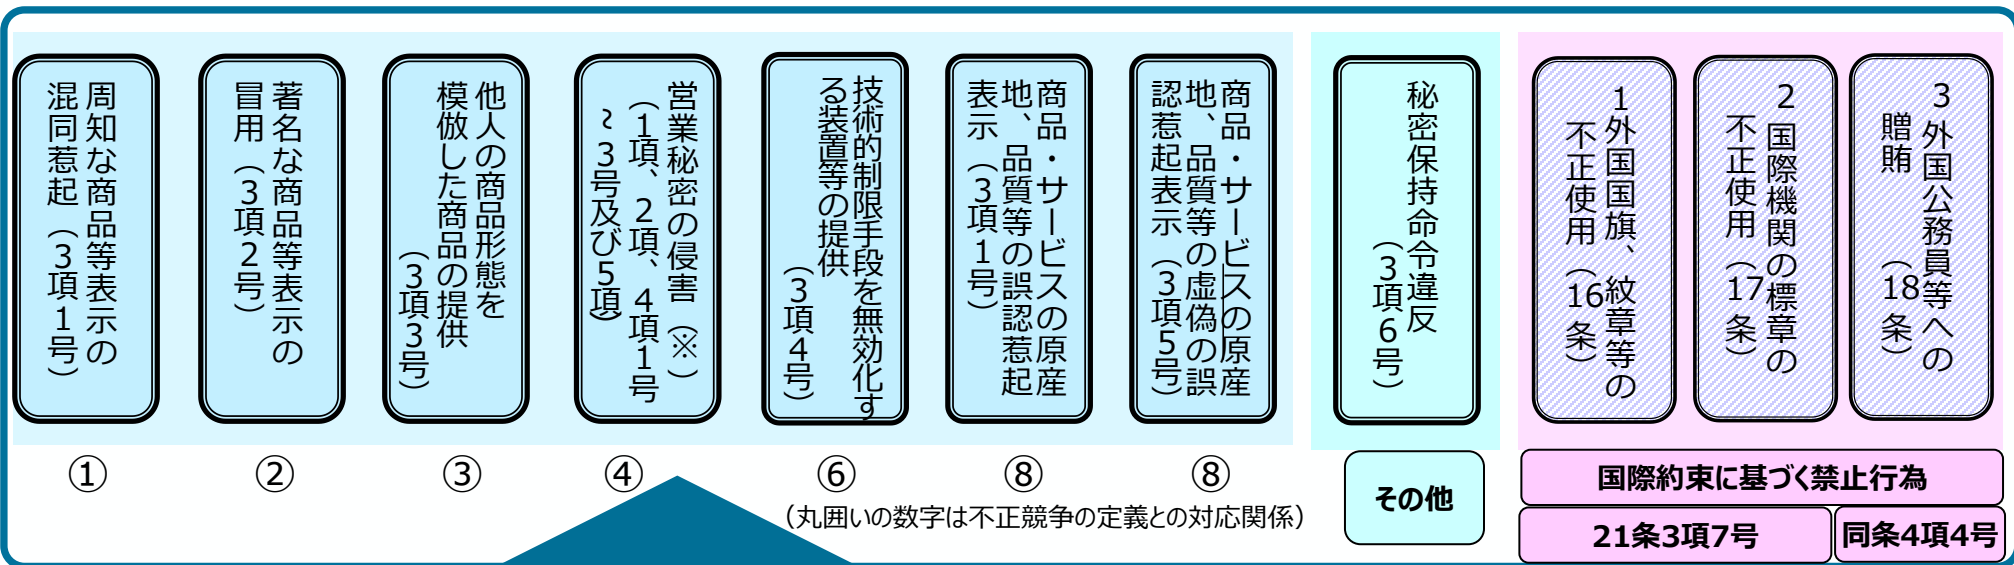 周知な商品等表示の
混同惹起（3項1号）
著名な商品等表示の
冒用（3項2号）
他人の商品形態を
模倣した商品の提供
（3項3号）
営業秘密の侵害（※）
（1項、2項、4項1号
～3号及び5項）
技術的制限手段を無効化す
る装置等の提供
（3項4号）
商品・サービスの原産
地、品質等の誤認惹起
表示（3項1号）
商品・サービスの原産
地、品質等の虚偽の誤
認惹起表示（3項5号）
秘密保持命令違反
（3項6号）
1外国国旗、紋章等の
不正使用（16条）
2国際機関の標章の
不正使用（17条）
3外国公務員等への
贈賄（18条）
①
②
③
④
⑥
⑧
⑧
（丸囲いの数字は不正競争の定義との対応関係）
その他
国際約束に基づく禁止行為
21条3項7号
同条4項4号